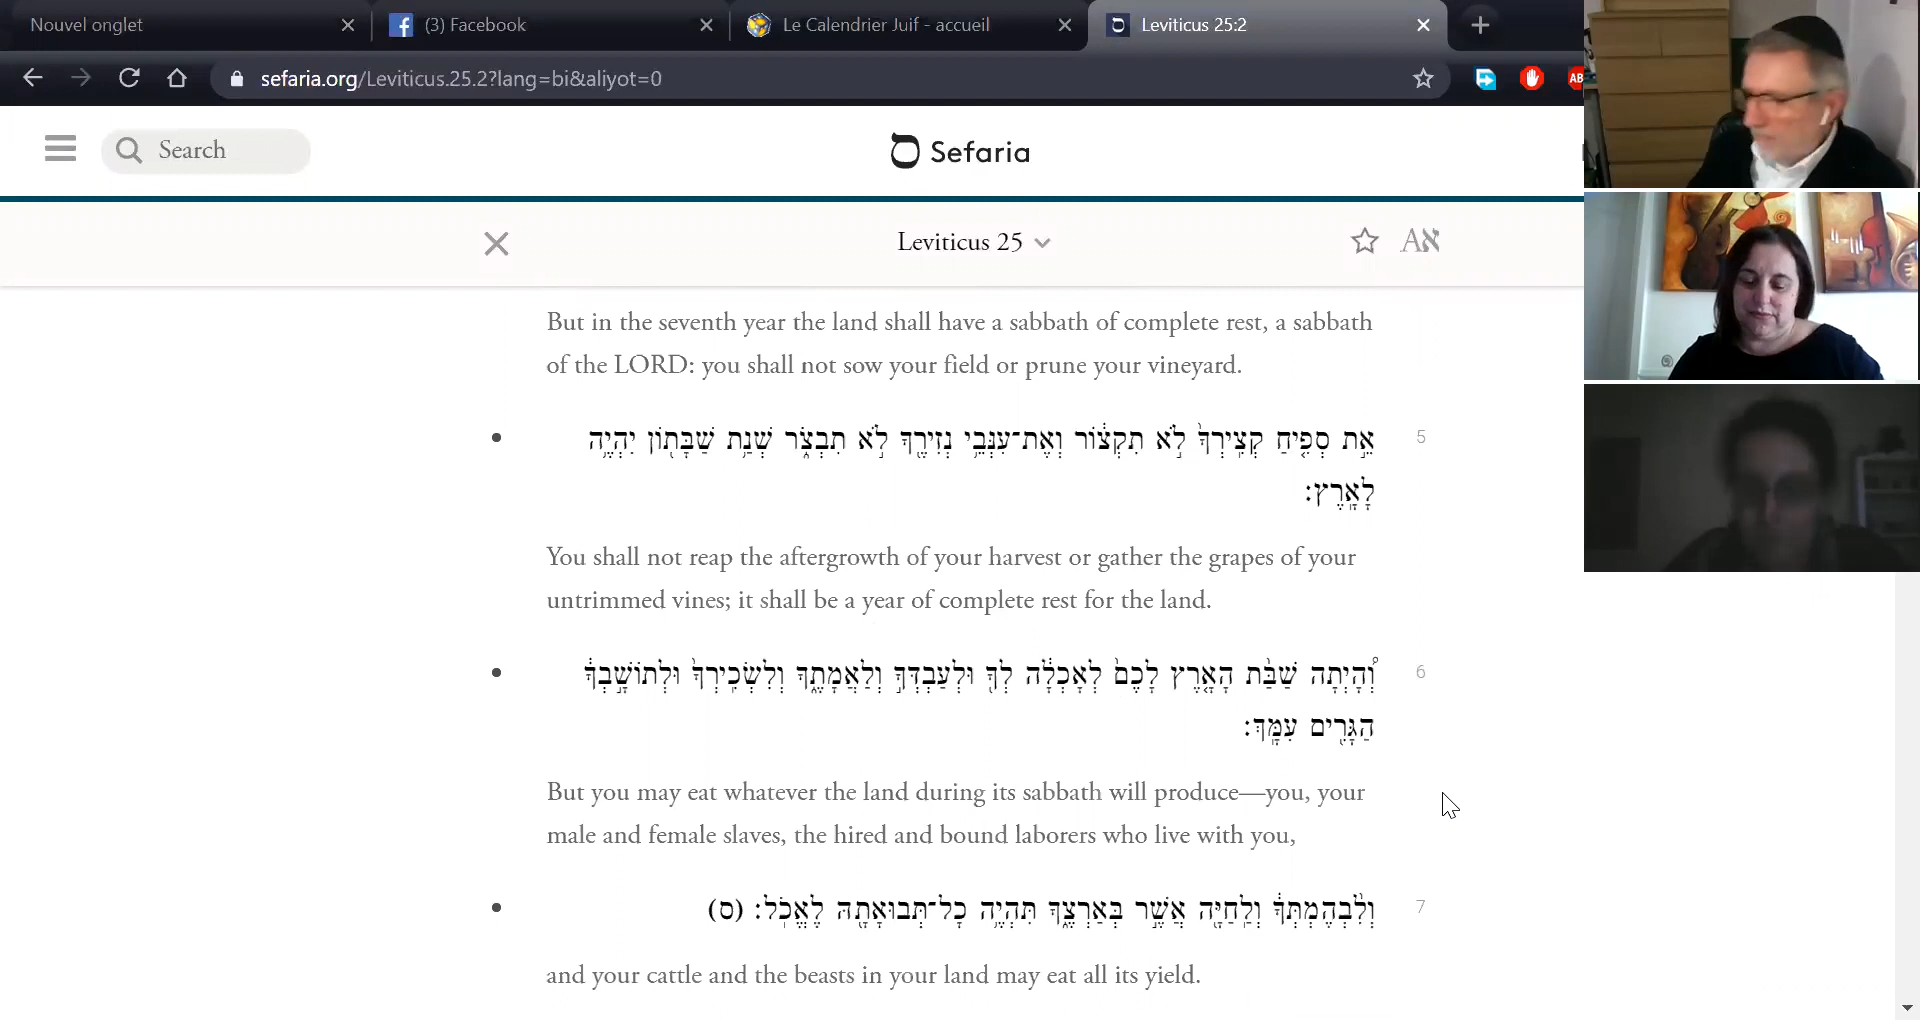 Nouvel onglet
(3) Facebook
Le Calendrier Juif - accueil
Leviticus 25:2
sefaria.org/Leviticus.25.2?lang=bi&aliyot=0
AB
Search
Sefaria
Leviticus 25
Aא
But in the seventh year the land shall have a sabbath of complete rest, a sabbath
of the LORD: you shall not sow your field or prune your vineyard.
אֵ֣ת סְפִ֤יחַ קְצִֽירְךָ֙ לֹ֣א תִקְצ֔וֹר וְאֶת־עִנְּבֵ֥י נְזִירֶ֖ךָ לֹ֣א תִבְצֹ֑ר שְׁנַ֥ת שַׁבָּת֖וֹן יִהְיֶ֥ה
5
לָאָֽרֶץ׃
You shall not reap the aftergrowth of your harvest or gather the grapes of your
untrimmed vines; it shall be a year of complete rest for the land.
וְ֠הָיְתָה שַׁבַּ֨ת הָאָ֤רֶץ לָכֶם֙ לְאָכְלָ֔ה לְךָ֖ וּלְעַבְדְּךָ֣ וְלַאֲמָתֶ֑ךָ וְלִשְׂכִֽירְךָ֙ וּלְתוֹשָׁ֣בְךָ֔
6
הַגָּרִ֖ים עִמָּֽךְ׃
But you may eat whatever the land during its sabbath will produce—you, your
male and female slaves, the hired and bound laborers who live with you,
וְלִ֨בְהֶמְתְּךָ֔ וְלַֽחַיָּ֖ה אֲשֶׁ֣ר בְּאַרְצֶ֑ךָ תִּהְיֶ֥ה כָל־תְּבוּאָתָ֖הּ לֶאֱכֹֽל׃ (ס)
7
and your cattle and the beasts in your land may eat all its yield.